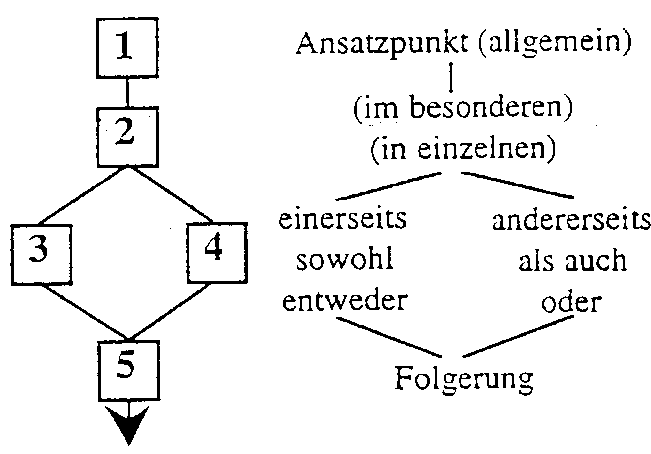 1
2
3 4
5
Ansatzpunkt (allgemein)
(im besonderen)
(in einzelnen)
einerseits andererseits
sowohl als auch
entweder oder
Folgerung